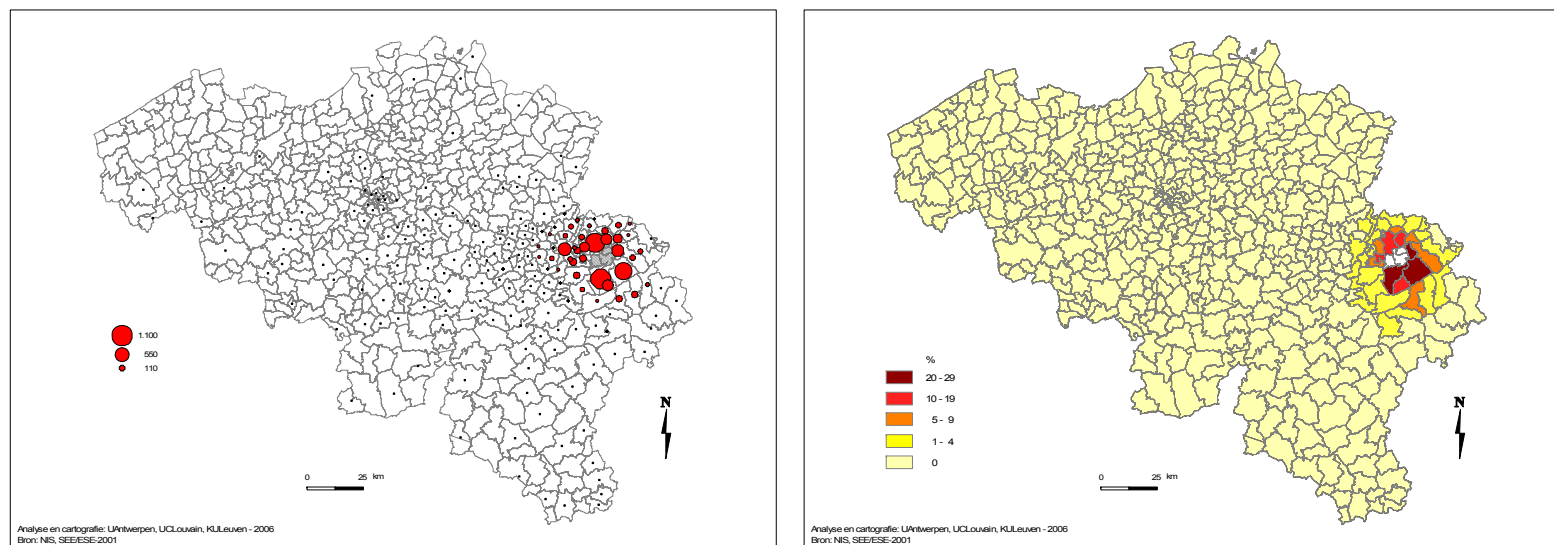 1.100
550
110
N
0 25 km
Analyse en cartografie: UAntwerpen, UCLouvain, KULeuven - 2006
Bron: NIS, SEE/ESE-2001
%
20 - 29
10 - 19
5 - 9
1 - 4
0
N
0 25 km
Analyse en cartografie: UAntwerpen, UCLouvain, KULeuven - 2006
Bron: NIS, SEE/ESE-2001